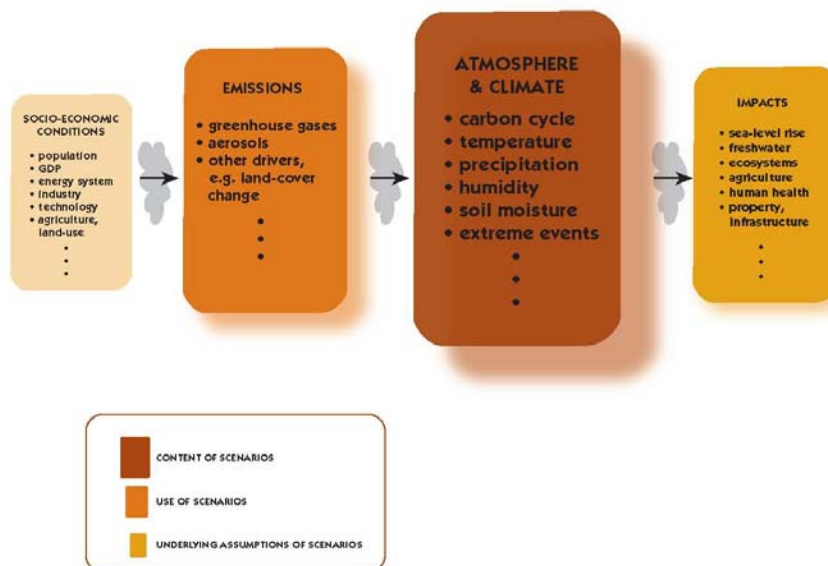 SOCIO-ECONOMIC
CONDITIONS
• population
• GDP
• energy system
• industry
• technology
• agriculture,
land-use
EMISSIONS
• greenhouse gases
• aerosols
• other drivers,
e.g. land-cover
change
ATMOSPHERE
& CLIMATE
• carbon cycle
• temperature
• precipitation
• humidity
• soil moisture
• extreme events
IMPACTS
• sea-level rise
• freshwater
• ecosystems
• agriculture
• human health
• property,
infrastructure
CONTENT OF SCENARIOS
USE OF SCENARIOS
UNDERLYING ASSUMPTIONS OF SCENARIOS